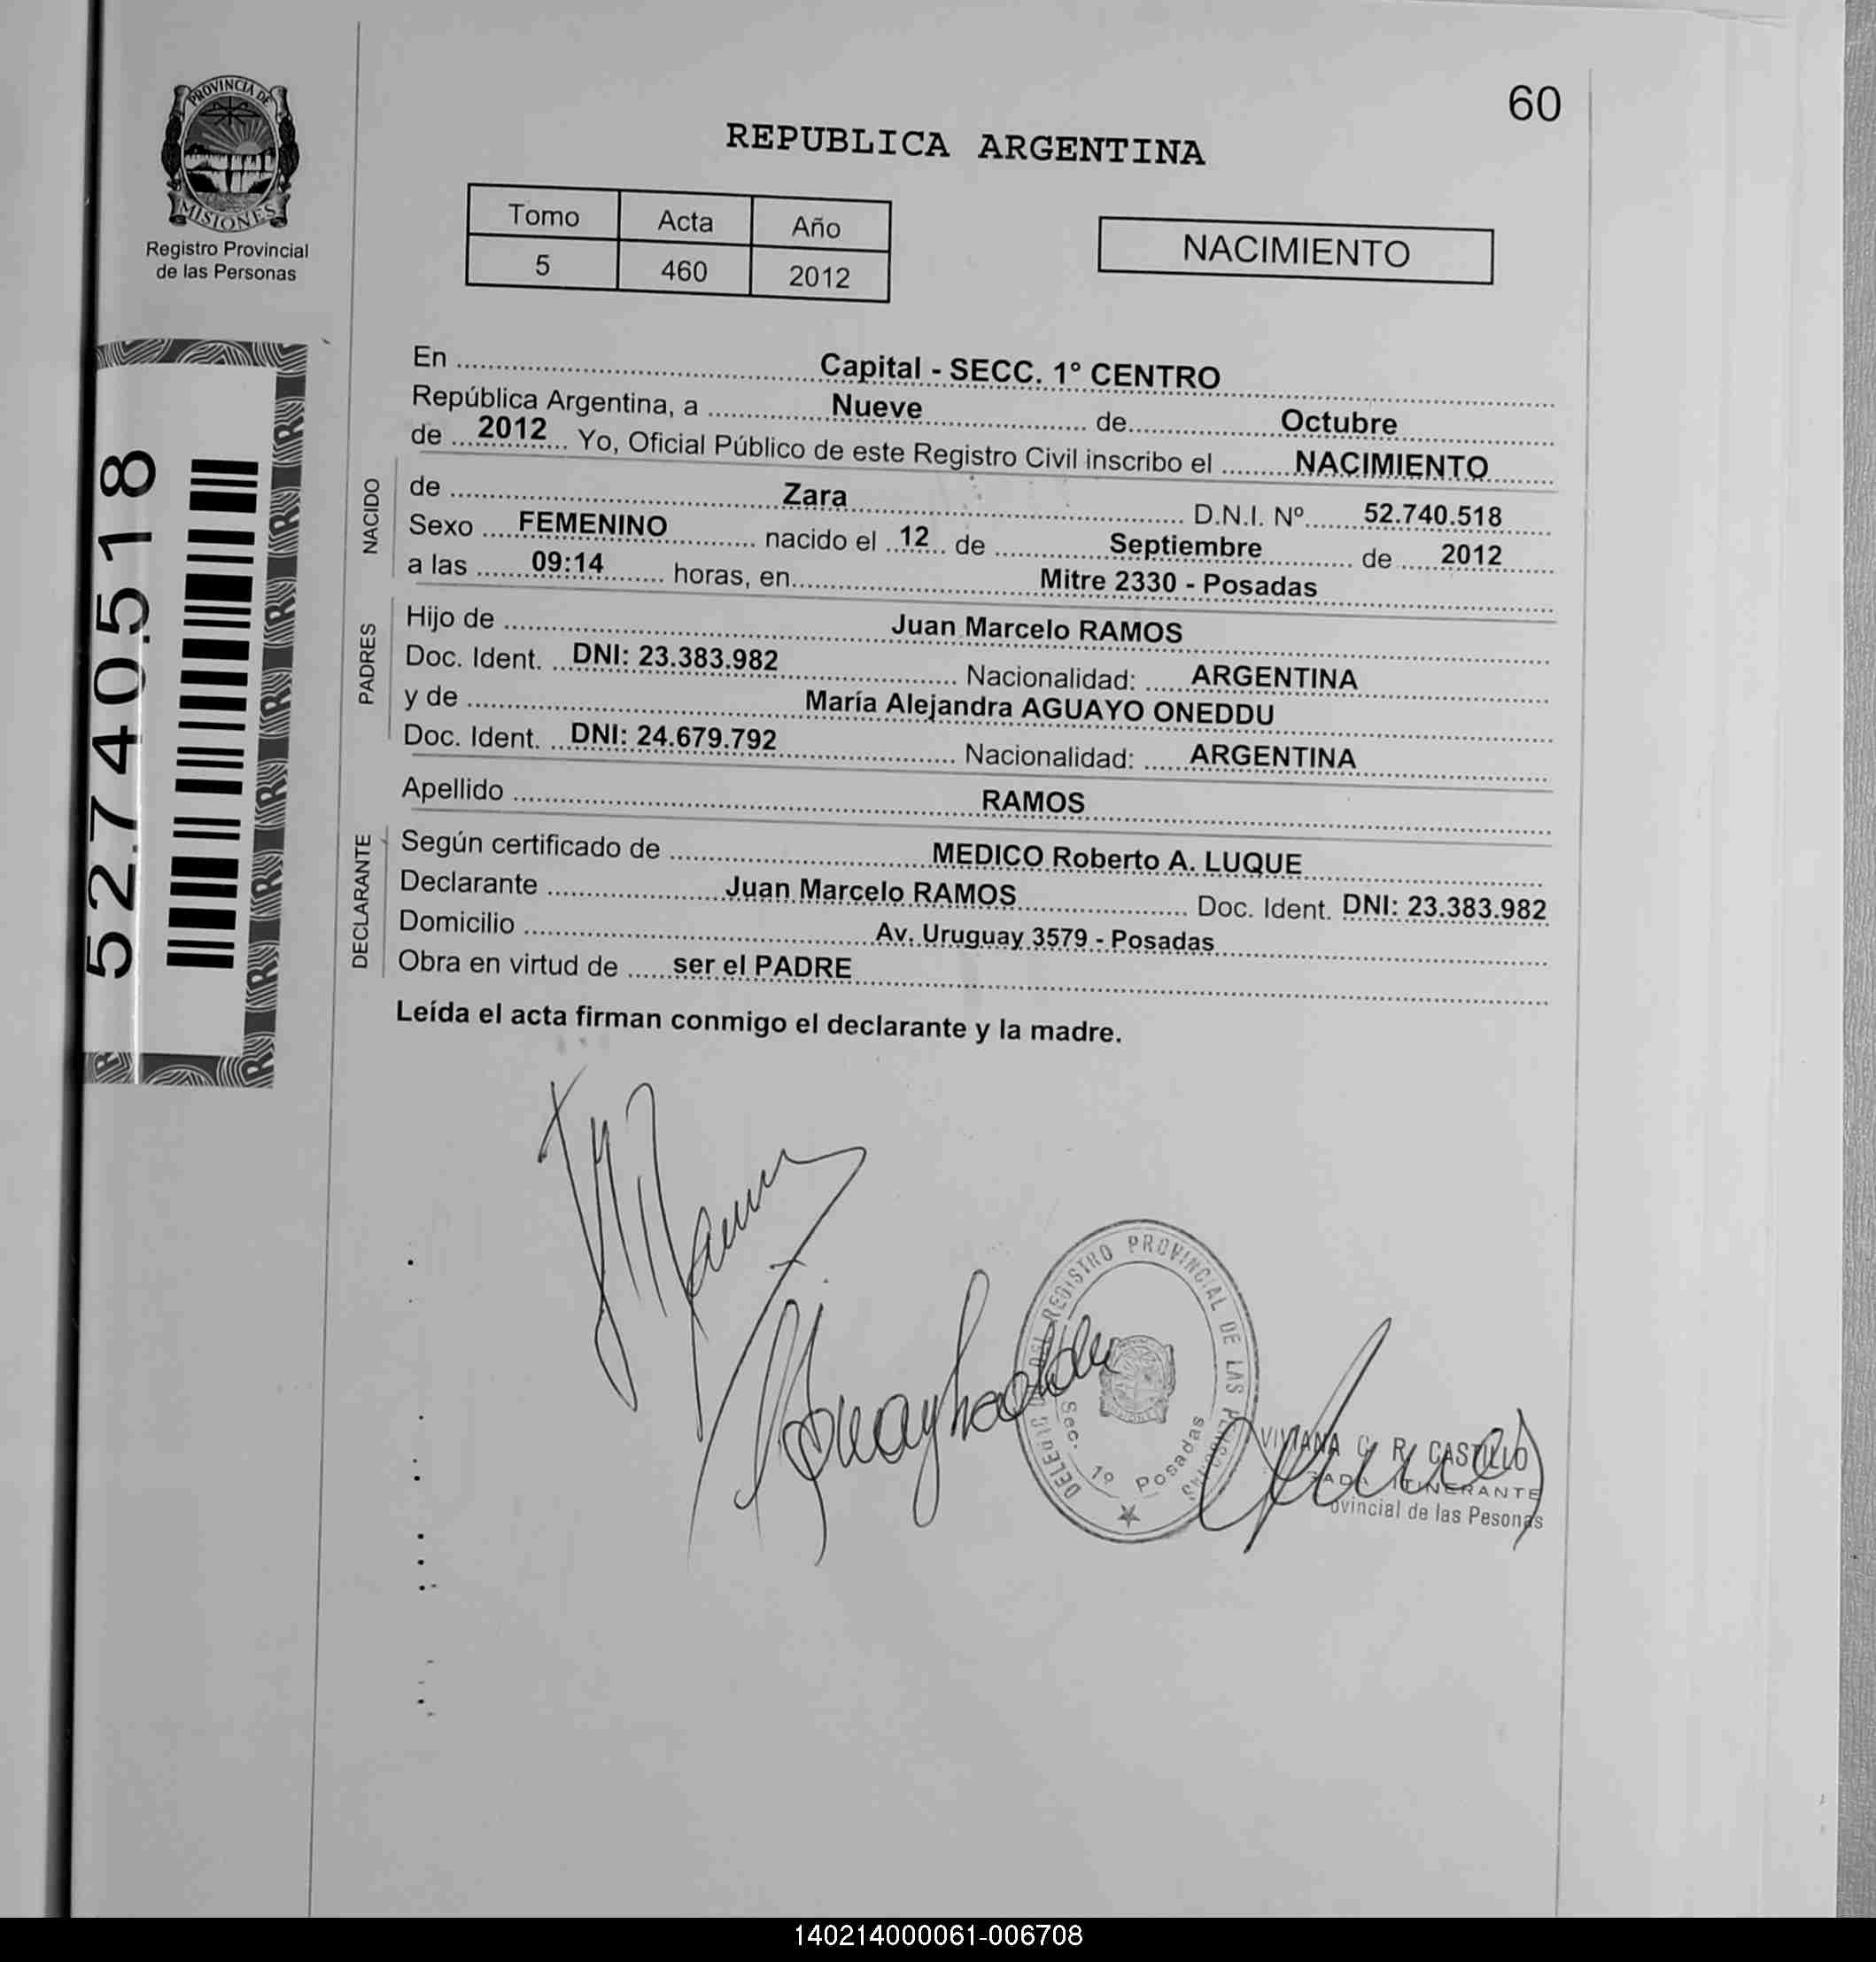 60
PROVINCIA DE
MISIONES
Registro Provincial
de las Personas
REPUBLICA ARGENTINA
Tomo Acta Año
5 460 2012
NACIMIENTO
52.740.518
En Capital - SECC. 1° CENTRO
República Argentina, a Nueve de Octubre
de 2012 Yo, Oficial Público de este Registro Civil inscribo el NACIMIENTO
NACIDO
de Zara D.N.I. Nº 52.740.518
Sexo FEMENINO nacido el 12 de Septiembre de 2012
a las 09:14 horas, en Mitre 2330 - Posadas
PADRES
Hijo de Juan Marcelo RAMOS
Doc. Ident. DNI: 23.383.982 Nacionalidad: ARGENTINA
y de María Alejandra AGUAYO ONEDDU
Doc. Ident. DNI: 24.679.792 Nacionalidad: ARGENTINA
Apellido RAMOS
DECLARANTE
Según certificado de MEDICO Roberto A. LUQUE
Declarante Juan Marcelo RAMOS Doc. Ident. DNI: 23.383.982
Domicilio Av. Uruguay 3579 - Posadas
Obra en virtud de ser el PADRE
Leída el acta firman conmigo el declarante y la madre.
REGISTRO PROVINCIAL DE LAS
Sec. 1º Posadas
VIVIANA C. R. CASTILLO
ITINERANTE
ovincial de las Pesonas
140214000061-006708